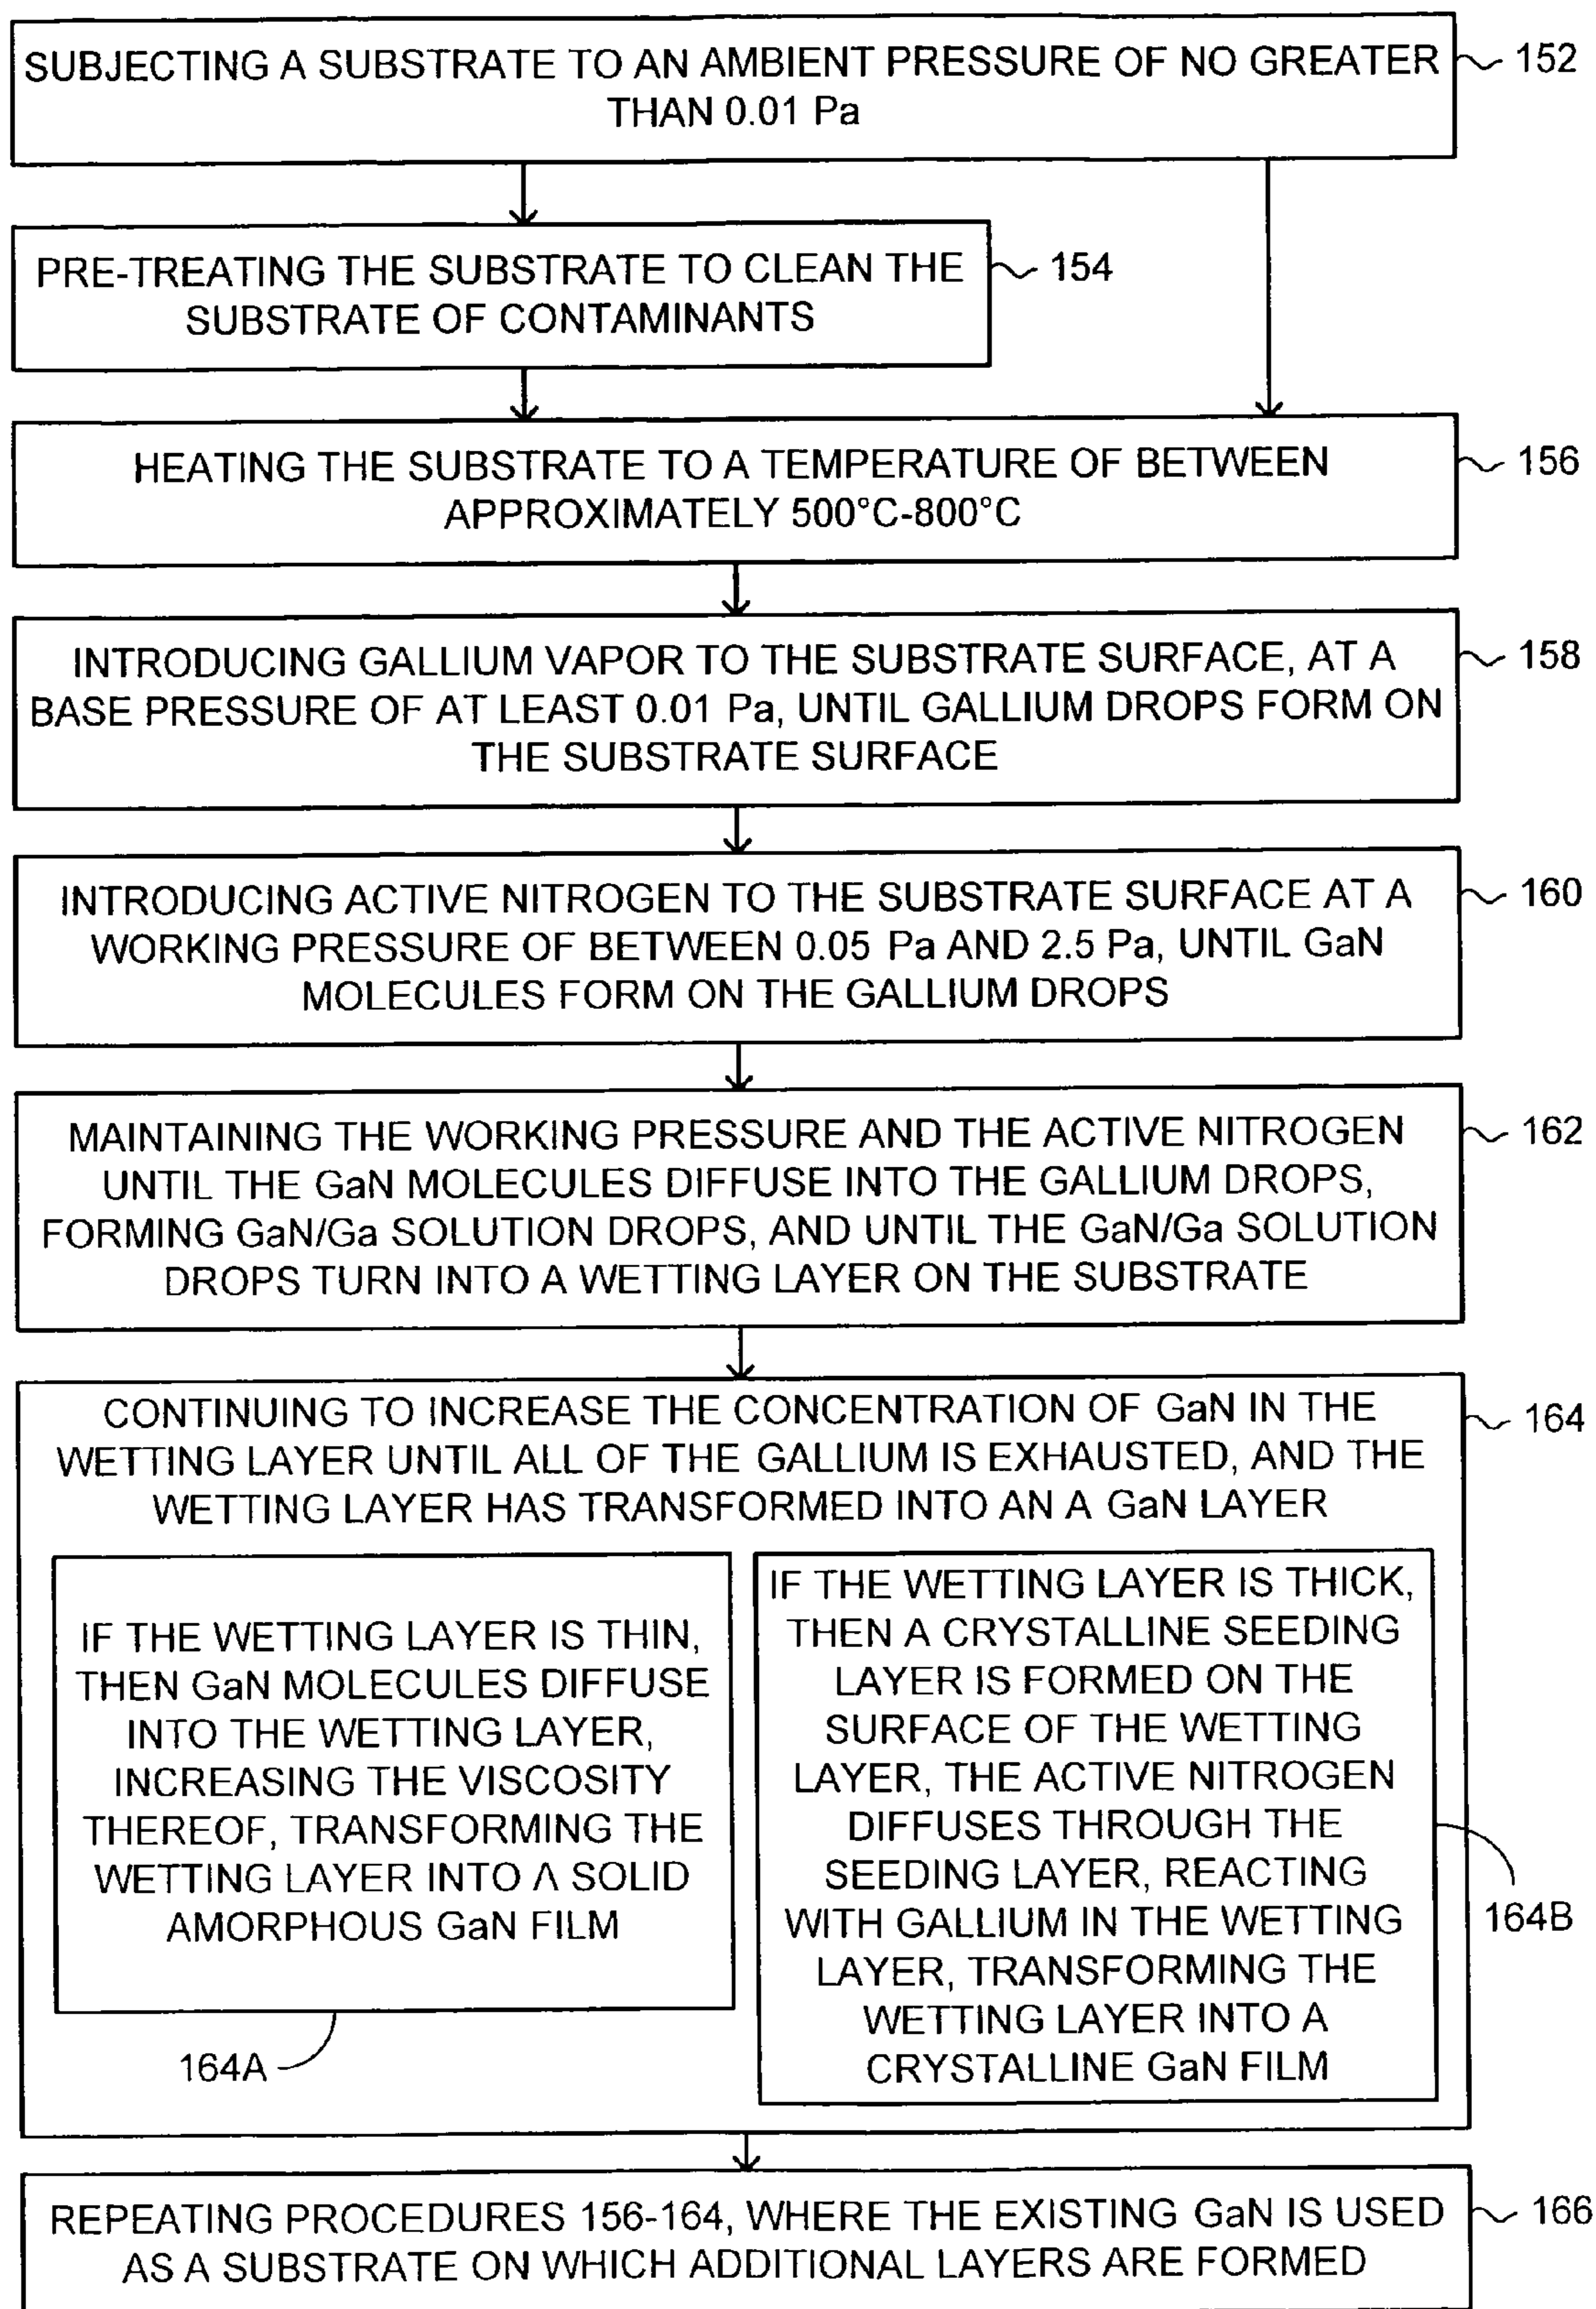 SUBJECTING A SUBSTRATE TO AN AMBIENT PRESSURE OF NO GREATER
THAN 0.01 Pa
152
PRE-TREATING THE SUBSTRATE TO CLEAN THE
SUBSTRATE OF CONTAMINANTS
154
HEATING THE SUBSTRATE TO A TEMPERATURE OF BETWEEN
APPROXIMATELY 500°C-800°C
156
INTRODUCING GALLIUM VAPOR TO THE SUBSTRATE SURFACE, AT A
BASE PRESSURE OF AT LEAST 0.01 Pa, UNTIL GALLIUM DROPS FORM ON
THE SUBSTRATE SURFACE
158
INTRODUCING ACTIVE NITROGEN TO THE SUBSTRATE SURFACE AT A
WORKING PRESSURE OF BETWEEN 0.05 Pa AND 2.5 Pa, UNTIL GaN
MOLECULES FORM ON THE GALLIUM DROPS
160
MAINTAINING THE WORKING PRESSURE AND THE ACTIVE NITROGEN
UNTIL THE GaN MOLECULES DIFFUSE INTO THE GALLIUM DROPS,
FORMING GaN/Ga SOLUTION DROPS, AND UNTIL THE GaN/Ga SOLUTION
DROPS TURN INTO A WETTING LAYER ON THE SUBSTRATE
162
CONTINUING TO INCREASE THE CONCENTRATION OF GaN IN THE
WETTING LAYER UNTIL ALL OF THE GALLIUM IS EXHAUSTED, AND THE
WETTING LAYER HAS TRANSFORMED INTO AN A GaN LAYER
164
IF THE WETTING LAYER IS THIN,
THEN GaN MOLECULES DIFFUSE
INTO THE WETTING LAYER,
INCREASING THE VISCOSITY
THEREOF, TRANSFORMING THE
WETTING LAYER INTO A SOLID
AMORPHOUS GaN FILM
164A
IF THE WETTING LAYER IS THICK,
THEN A CRYSTALLINE SEEDING
LAYER IS FORMED ON THE
SURFACE OF THE WETTING
LAYER, THE ACTIVE NITROGEN
DIFFUSES THROUGH THE
SEEDING LAYER, REACTING
WITH GALLIUM IN THE WETTING
LAYER, TRANSFORMING THE
WETTING LAYER INTO A
CRYSTALLINE GaN FILM
164B
REPEATING PROCEDURES 156-164, WHERE THE EXISTING GaN IS USED
AS A SUBSTRATE ON WHICH ADDITIONAL LAYERS ARE FORMED
166